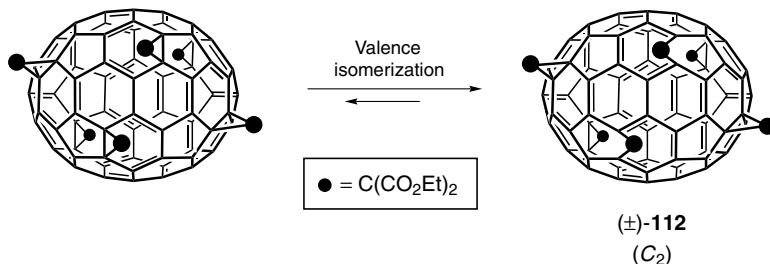 Valence
isomerization
● = C(CO₂Et)₂
(±)-112
(C₂)